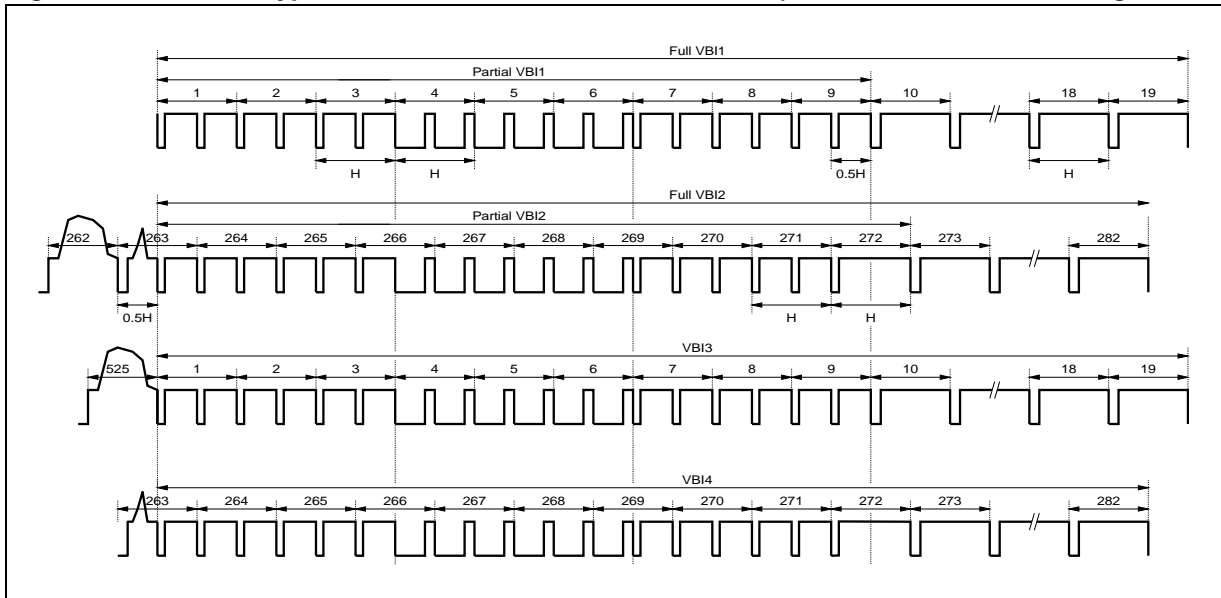 Full VBI1
Partial VBI1
1 2 3 4 5 6 7 8 9 10 18 19
H H 0.5H H
Full VBI2
Partial VBI2
262 263 264 265 266 267 268 269 270 271 272 273 282
0.5H H H
VBI3
525 1 2 3 4 5 6 7 8 9 10 18 19
VBI4
263 264 265 266 267 268 269 270 271 272 273 282